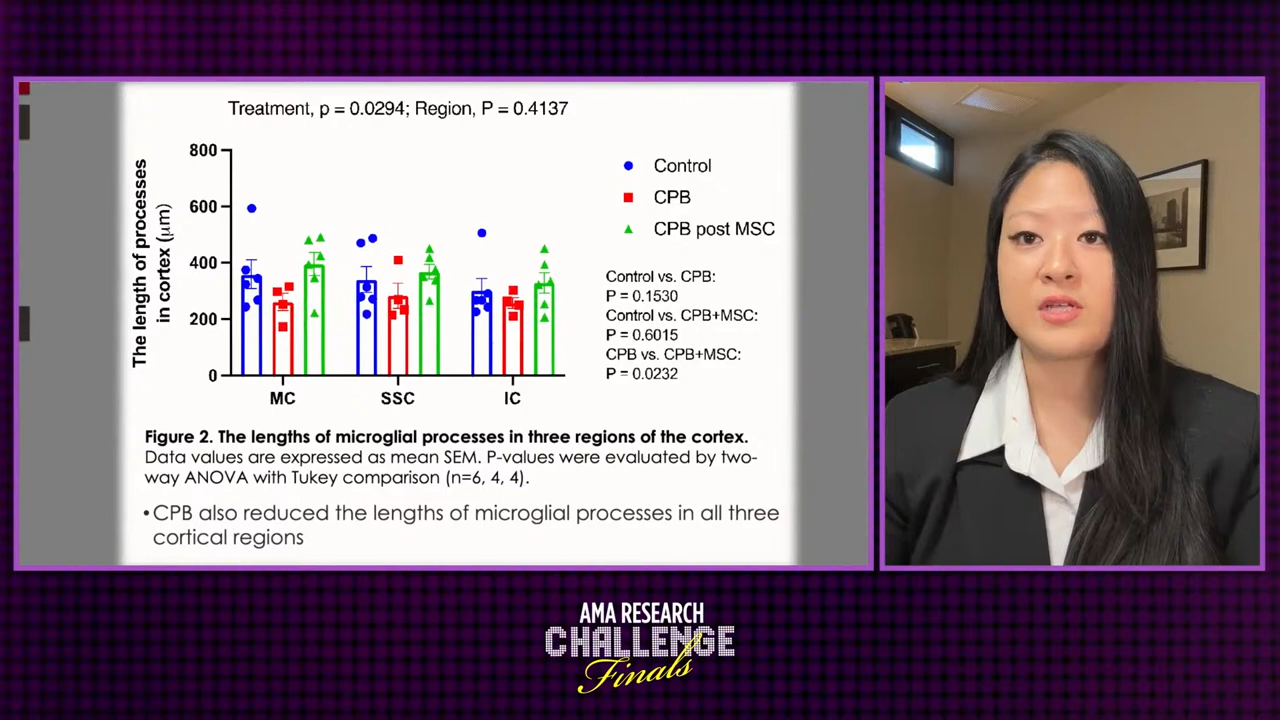 Treatment, p = 0.0294; Region, P = 0.4137
The length of processes
in cortex (μm)
800
600
400
200
0
MC SSC IC
Control
CPB
CPB post MSC
Control vs. CPB:
P = 0.1530
Control vs. CPB+MSC:
P = 0.6015
CPB vs. CPB+MSC:
P = 0.0232
Figure 2. The lengths of microglial processes in three regions of the cortex.
Data values are expressed as mean SEM. P-values were evaluated by two-
way ANOVA with Tukey comparison (n=6, 4, 4).
•CPB also reduced the lengths of microglial processes in all three
cortical regions
AMA RESEARCH
CHALLENGE
Finals